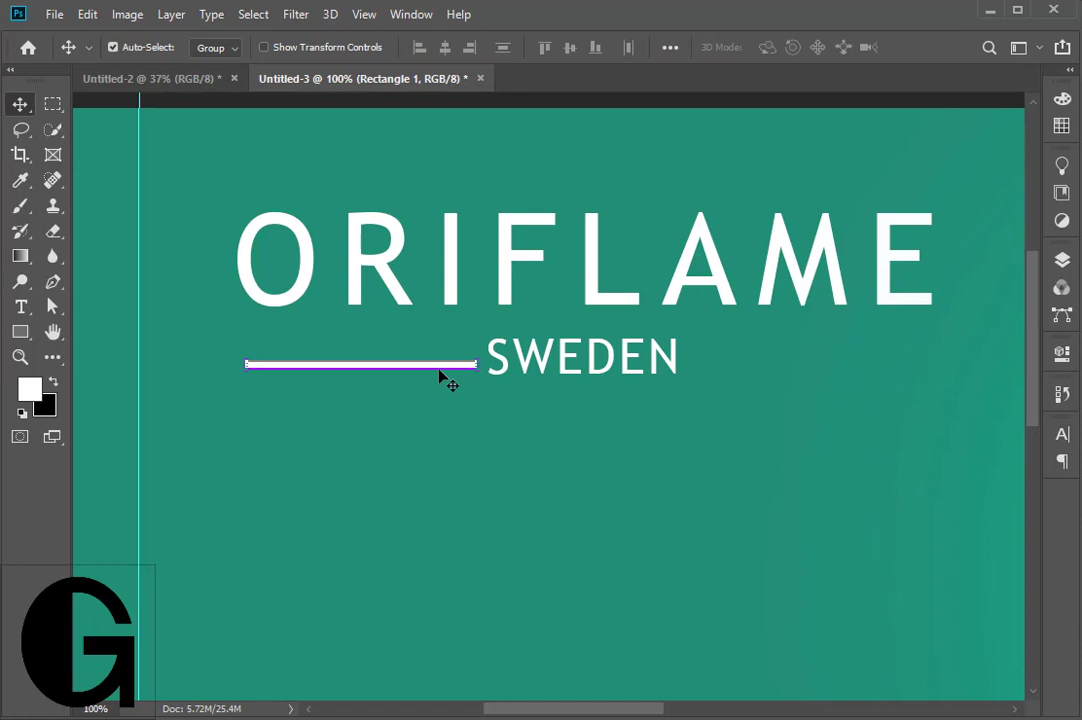 Ps File Edit Image Layer Type Select Filter 3D View Window Help
Auto-Select: Group Show Transform Controls 3D Mode:
Untitled-2 @ 37% (RGB/8) * Untitled-3 @ 100% (Rectangle 1, RGB/8) *
ORIFLAME
SWEDEN
G
100% Doc: 5.72M/25.4M